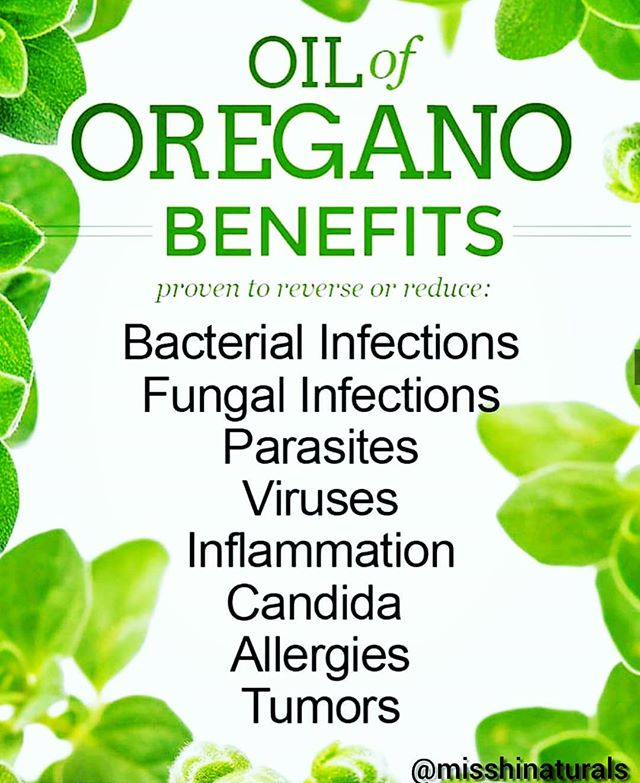 OIL of
OREGANO
BENEFITS
proven to reverse or reduce:
Bacterial Infections
Fungal Infections
Parasites
Viruses
Inflammation
Candida
Allergies
Tumors
@misshinaturals